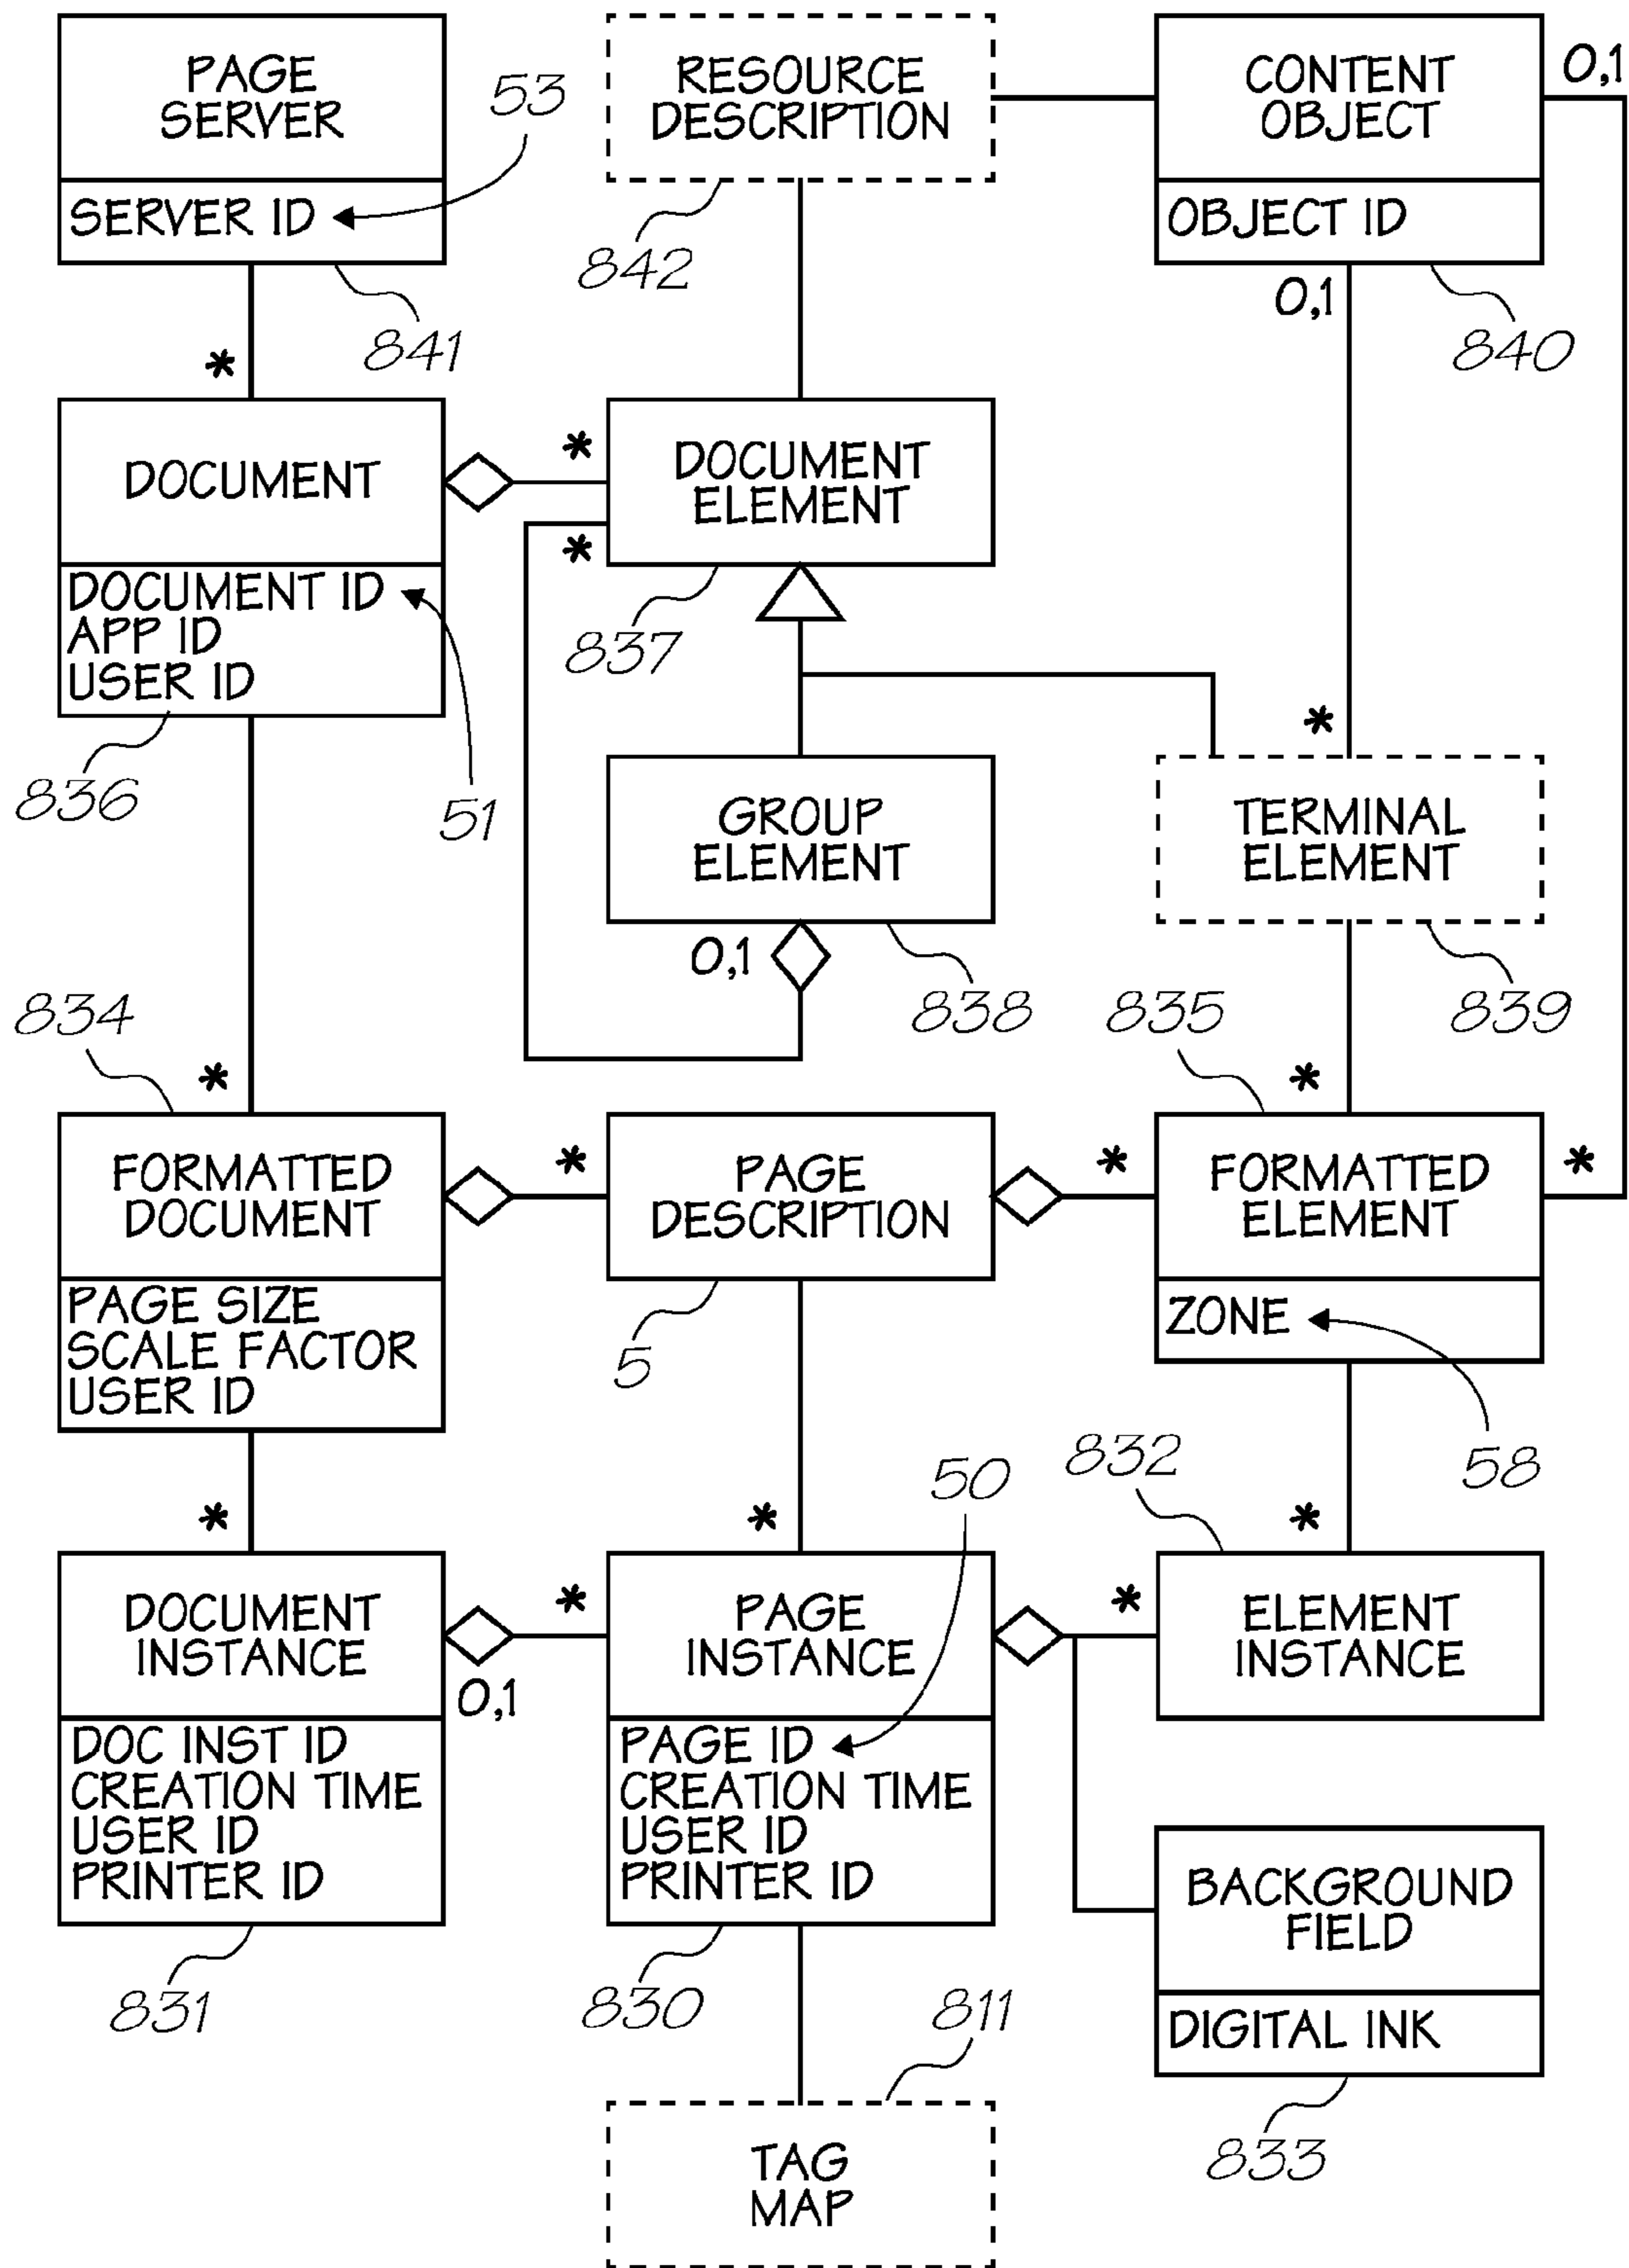 PAGE
SERVER
SERVER ID
53
841
RESOURCE
DESCRIPTION
842
CONTENT
OBJECT
OBJECT ID
0,1
0,1
840
*
DOCUMENT
DOCUMENT ID
APP ID
USER ID
836
51
*
*
DOCUMENT
ELEMENT
837
GROUP
ELEMENT
0,1
838
*
TERMINAL
ELEMENT
839
834
*
FORMATTED
DOCUMENT
PAGE SIZE
SCALE FACTOR
USER ID
*
PAGE
DESCRIPTION
5
835
*
*
*
FORMATTED
ELEMENT
ZONE
58
*
DOCUMENT
INSTANCE
DOC INST ID
CREATION TIME
USER ID
PRINTER ID
831
0,1
*
*
50
PAGE
INSTANCE
PAGE ID
CREATION TIME
USER ID
PRINTER ID
830
832
*
*
ELEMENT
INSTANCE
BACKGROUND
FIELD
DIGITAL INK
833
811
TAG
MAP